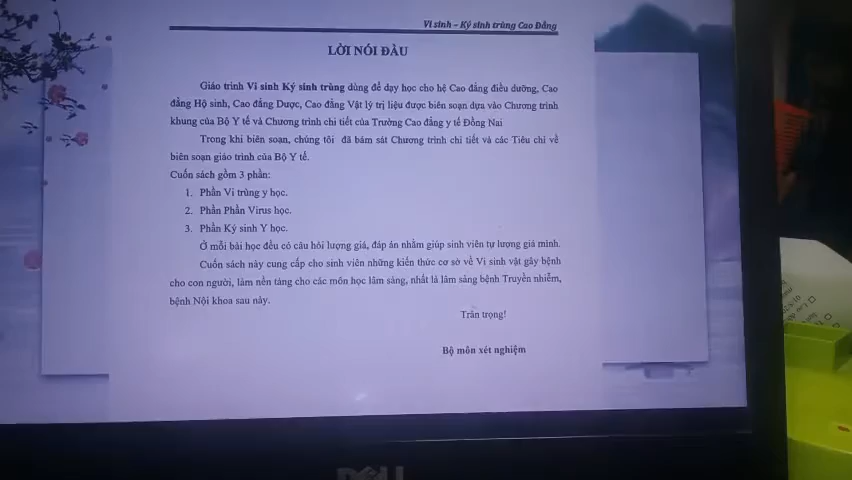 Vi sinh – Ký sinh trùng Cao Đẳng
LỜI NÓI ĐẦU
Giáo trình Vi sinh Ký sinh trùng dùng để dạy học cho hệ Cao đẳng điều dưỡng, Cao
đẳng Hộ sinh, Cao đẳng Dược, Cao đẳng Vật lý trị liệu được biên soạn dựa vào Chương trình
khung của Bộ Y tế và Chương trình chi tiết của Trường Cao đẳng y tế Đồng Nai
Trong khi biên soạn, chúng tôi đã bám sát Chương trình chi tiết và các Tiêu chí về
biên soạn giáo trình của Bộ Y tế.
Cuốn sách gồm 3 phần:
1. Phần Vi trùng y học.
2. Phần Phần Virus học.
3. Phần Ký sinh Y học.
Ở mỗi bài học đều có câu hỏi lượng giá, đáp án nhằm giúp sinh viên tự lượng giá mình.
Cuốn sách này cung cấp cho sinh viên những kiến thức cơ sở về Vi sinh vật gây bệnh
cho con người, làm nền tảng cho các môn học lâm sàng, nhất là lâm sàng bệnh Truyền nhiễm,
bệnh Nội khoa sau này.
Trân trọng!
Bộ môn xét nghiệm
DELL